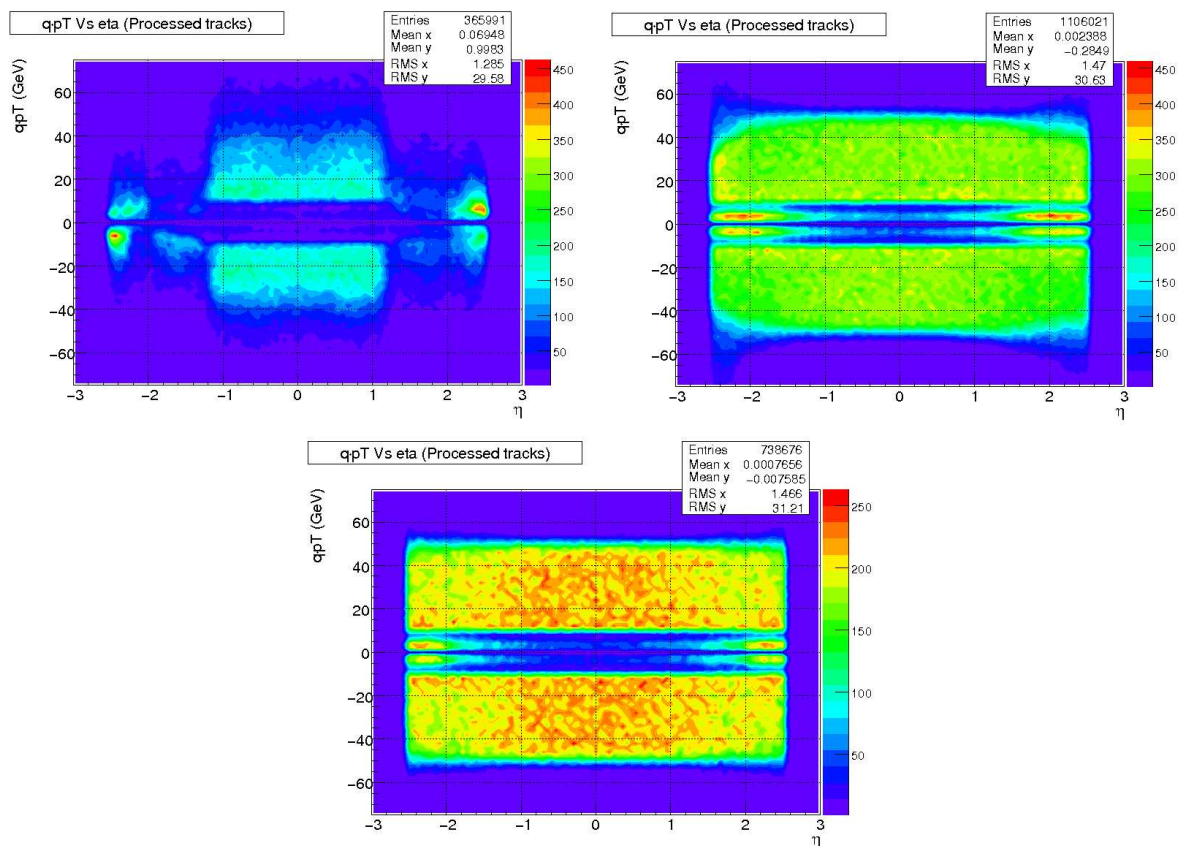 q·pT Vs eta (Processed tracks)
Entries 365991
Mean x 0.06948
Mean y 0.9983
RMS x 1.285
RMS y 29.58
q·pT (GeV)
60
40
20
0
−20
−40
−60
−3 −2 −1 0 1 2 3
η
450
400
350
300
250
200
150
100
50
q·pT Vs eta (Processed tracks)
Entries 1106021
Mean x 0.002388
Mean y −0.2849
RMS x 1.47
RMS y 30.63
q·pT (GeV)
60
40
20
0
−20
−40
−60
−3 −2 −1 0 1 2 3
η
450
400
350
300
250
200
150
100
50
q·pT Vs eta (Processed tracks)
Entries 738676
Mean x 0.0007656
Mean y −0.007585
RMS x 1.466
RMS y 31.21
q·pT (GeV)
60
40
20
0
−20
−40
−60
−3 −2 −1 0 1 2 3
η
250
200
150
100
50